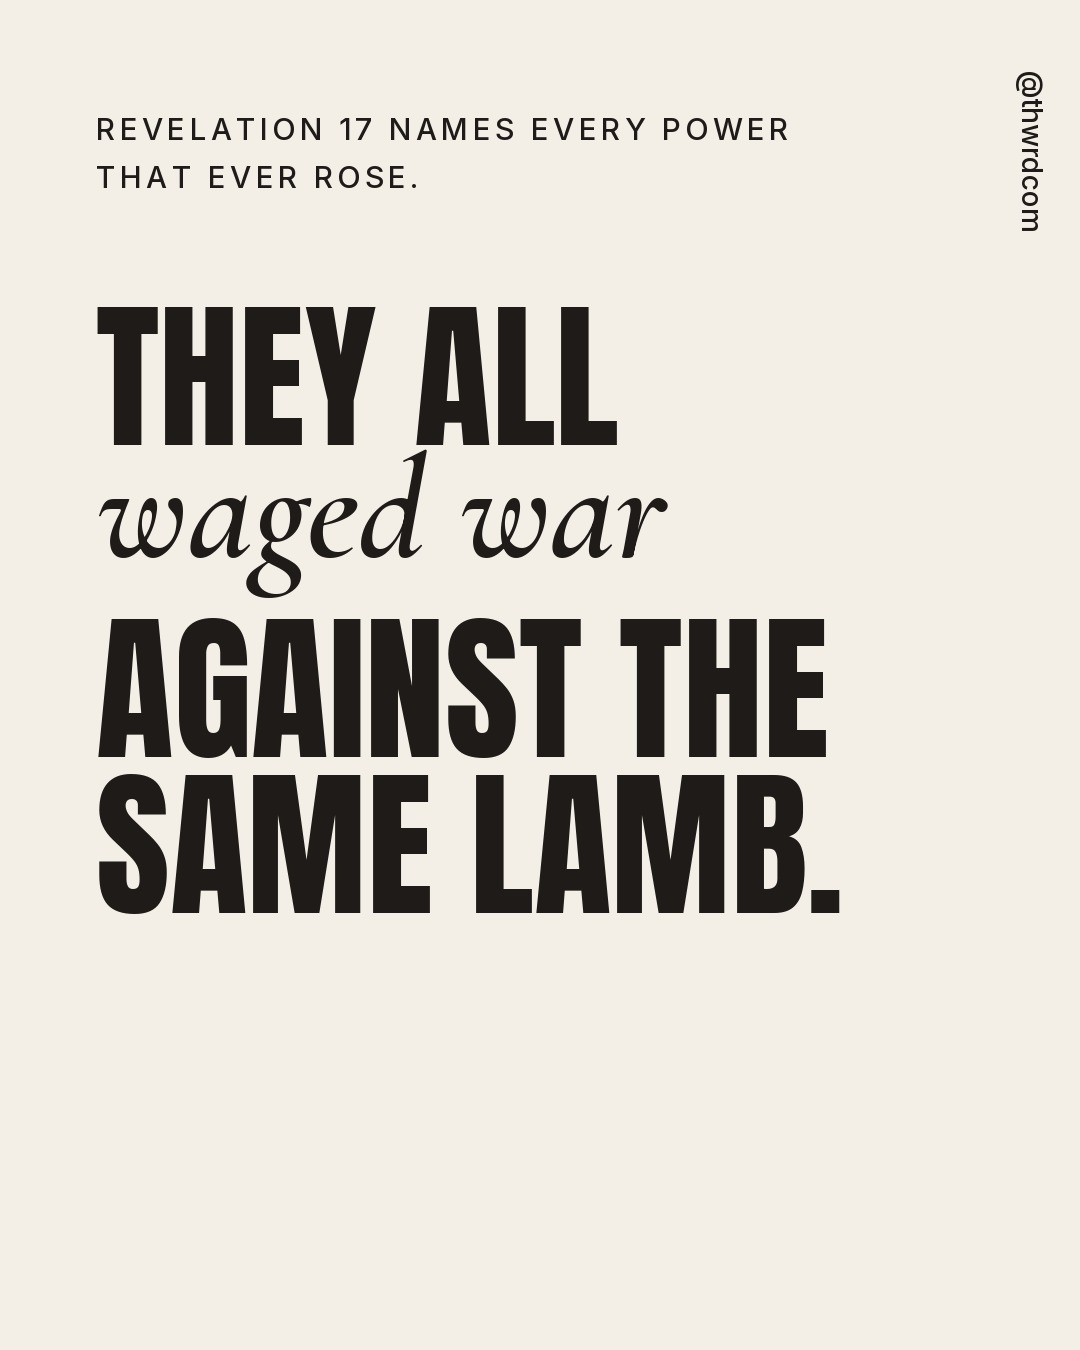 REVELATION 17 NAMES EVERY POWER
THAT EVER ROSE.
@thwrdcom
THEY ALL
waged war
AGAINST THE
SAME LAMB.